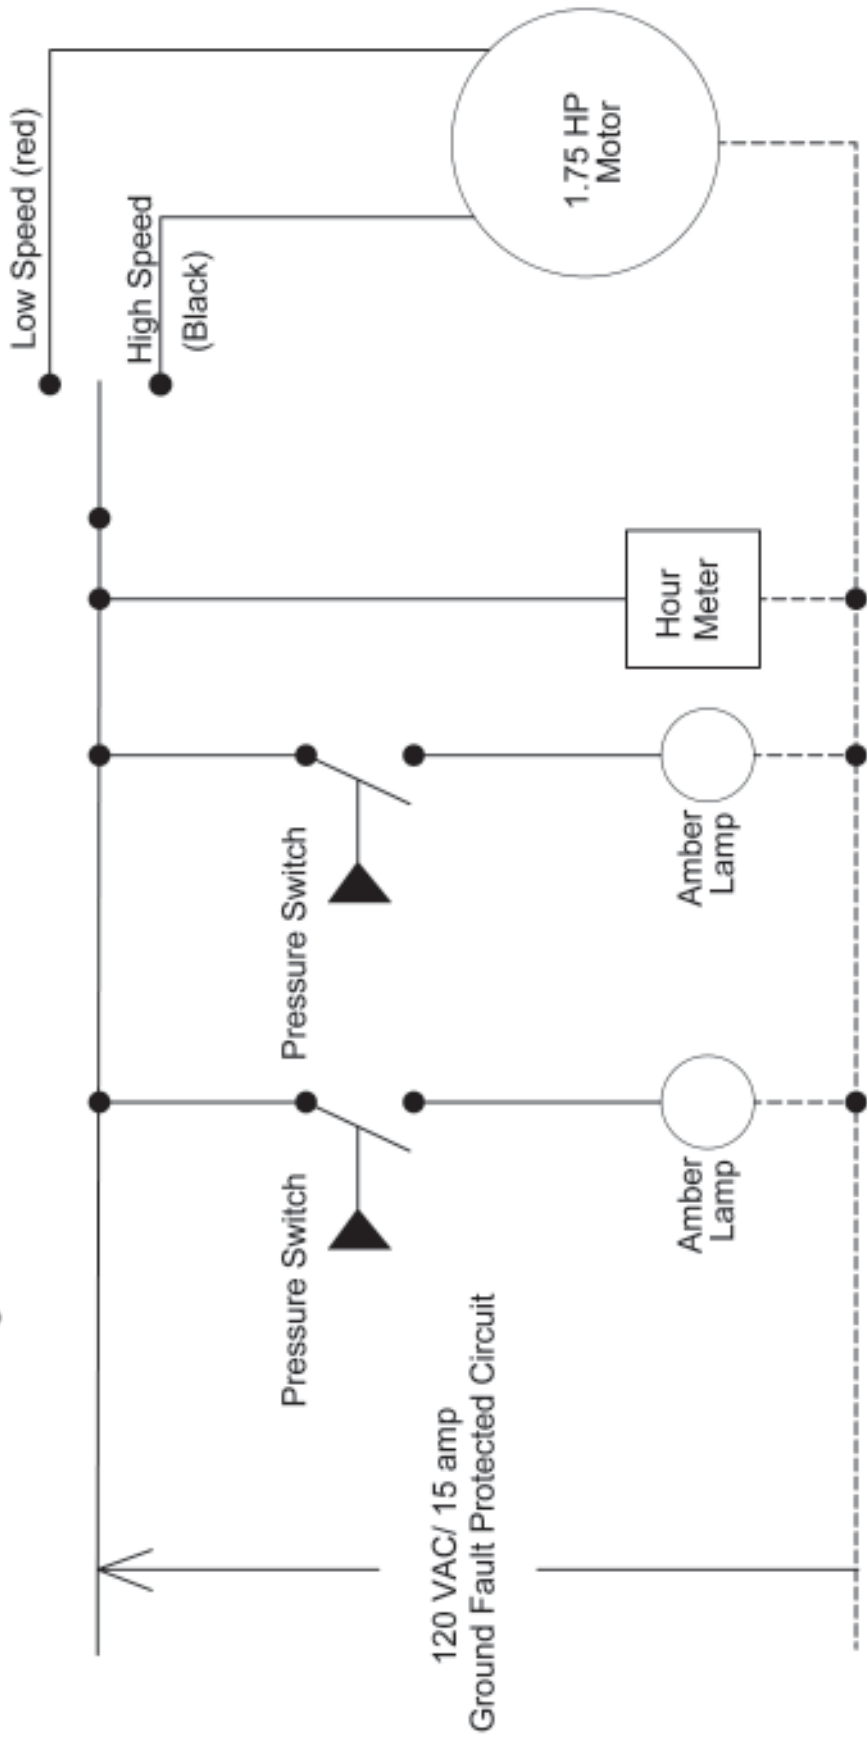 120 VAC/ 15 amp
Ground Fault Protected Circuit
Pressure Switch
Amber
Lamp
Pressure Switch
Amber
Lamp
Hour
Meter
Low Speed (red)
High Speed
(Black)
1.75 HP
Motor